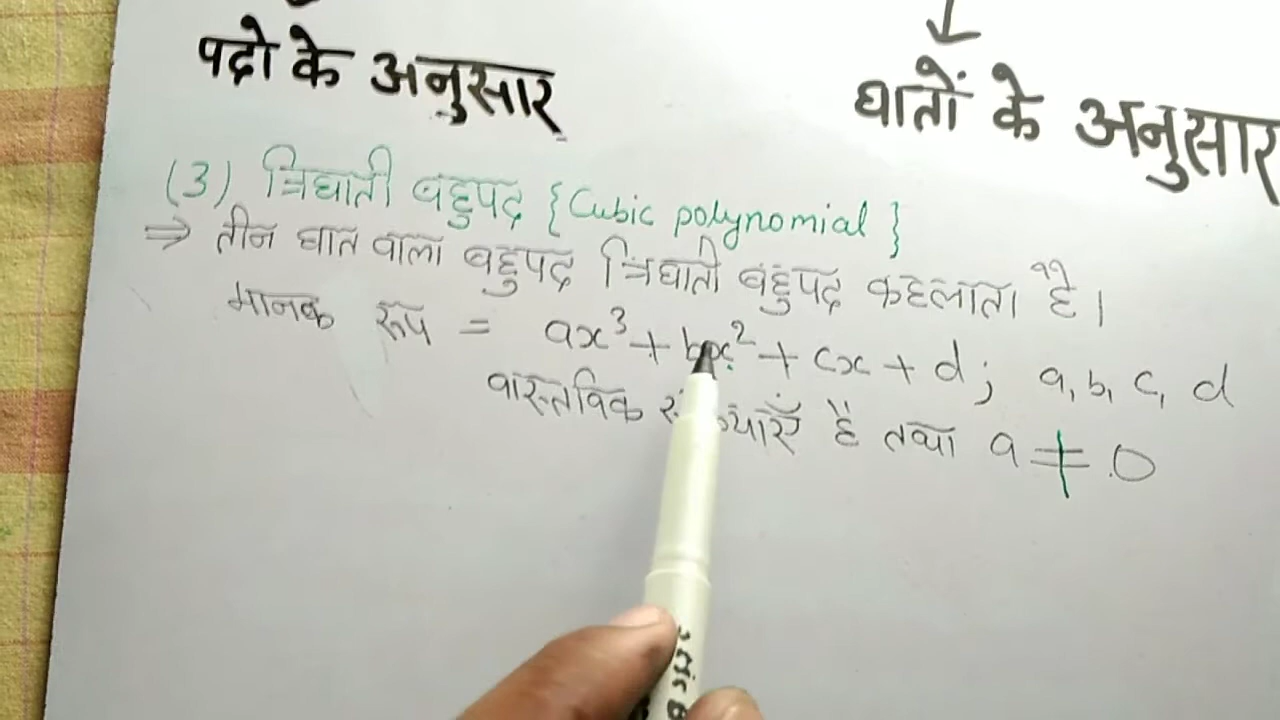 पदो के अनुसार
घातों के अनुसार
(3) त्रिघाती बहुपद {Cubic polynomial}
⇒ तीन घात वाला बहुपद त्रिघाती बहुपद कहलाता है।
मानक रूप = ax³ + bx² + cx + d; a, b, c, d
वास्तविक संख्याएँ है तथा a ≠ 0